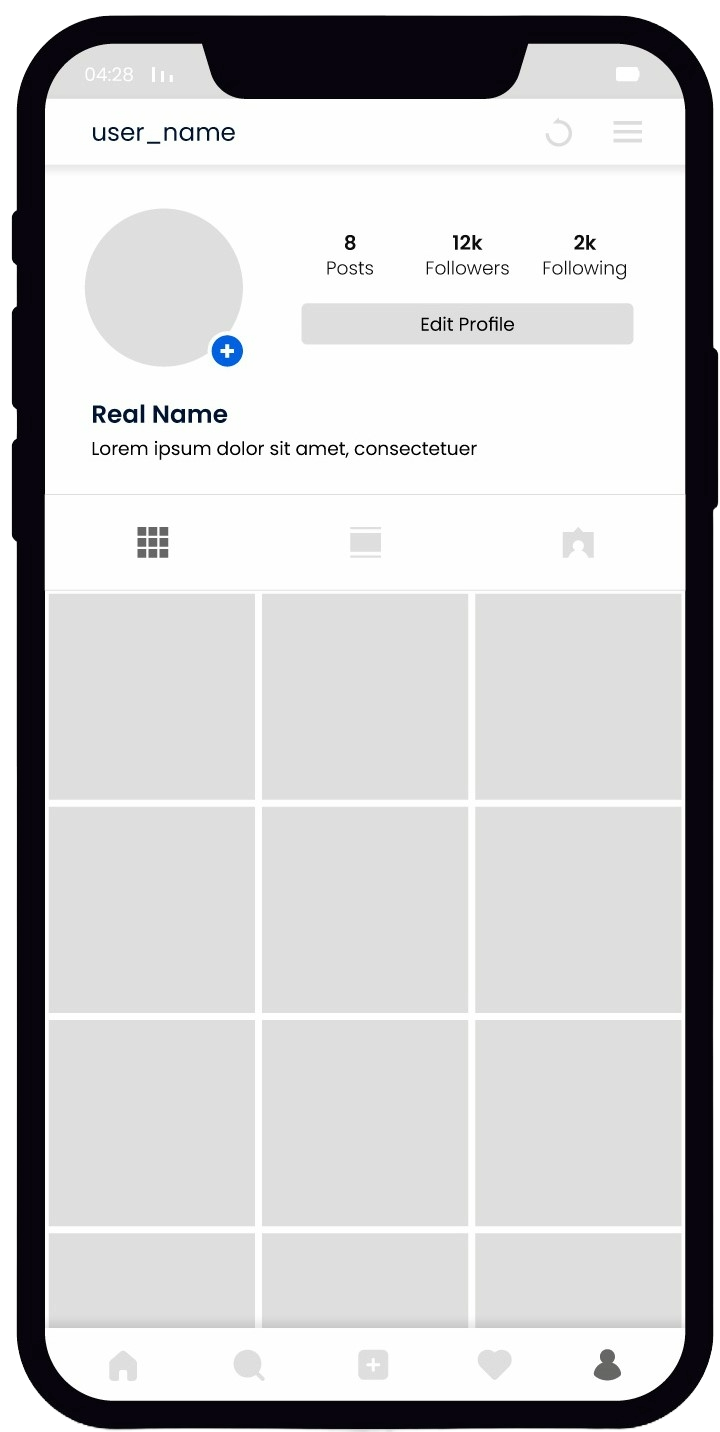 04:28
user_name
8 12k 2k
Posts Followers Following
Edit Profile
Real Name
Lorem ipsum dolor sit amet, consectetuer